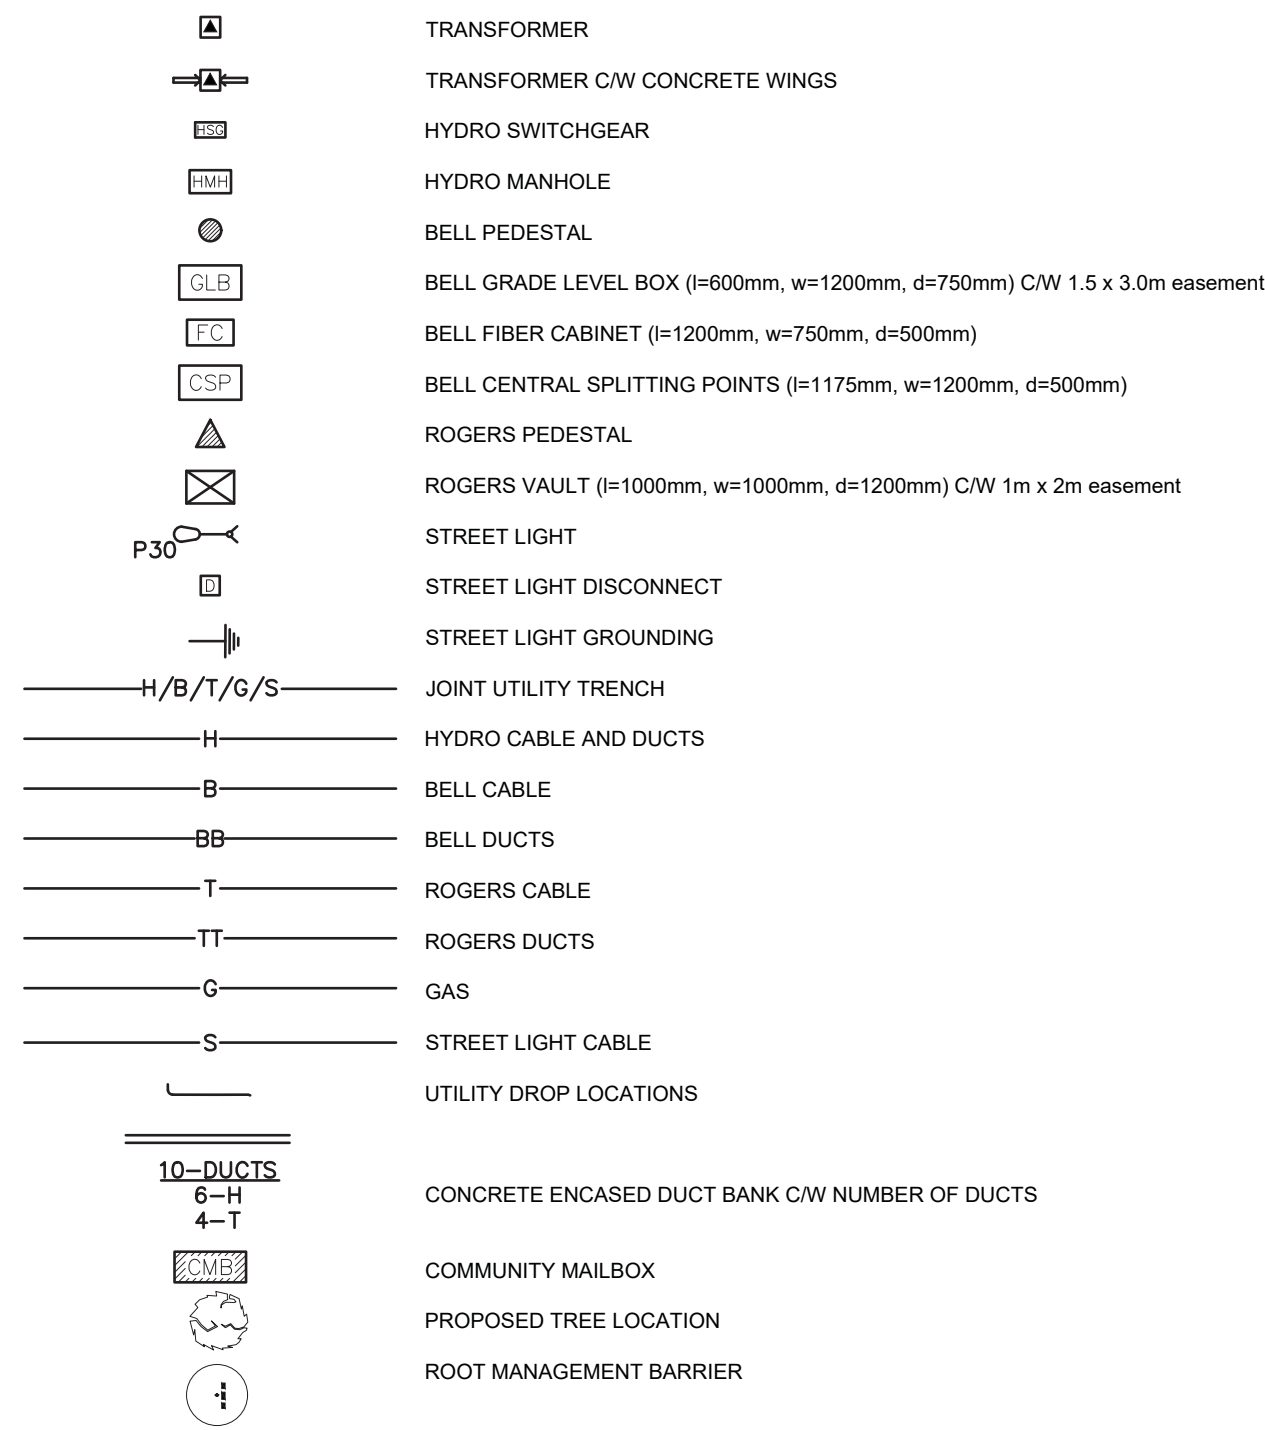 TRANSFORMER
TRANSFORMER C/W CONCRETE WINGS
HSG HYDRO SWITCHGEAR
HMH HYDRO MANHOLE
BELL PEDESTAL
GLB BELL GRADE LEVEL BOX (l=600mm, w=1200mm, d=750mm) C/W 1.5 x 3.0m easement
FC BELL FIBER CABINET (l=1200mm, w=750mm, d=500mm)
CSP BELL CENTRAL SPLITTING POINTS (l=1175mm, w=1200mm, d=500mm)
ROGERS PEDESTAL
ROGERS VAULT (l=1000mm, w=1000mm, d=1200mm) C/W 1m x 2m easement
P30 STREET LIGHT
D STREET LIGHT DISCONNECT
STREET LIGHT GROUNDING
H/B/T/G/S JOINT UTILITY TRENCH
H HYDRO CABLE AND DUCTS
B BELL CABLE
BB BELL DUCTS
T ROGERS CABLE
TT ROGERS DUCTS
G GAS
S STREET LIGHT CABLE
UTILITY DROP LOCATIONS
10-DUCTS
6-H CONCRETE ENCASED DUCT BANK C/W NUMBER OF DUCTS
4-T
CMB COMMUNITY MAILBOX
PROPOSED TREE LOCATION
ROOT MANAGEMENT BARRIER